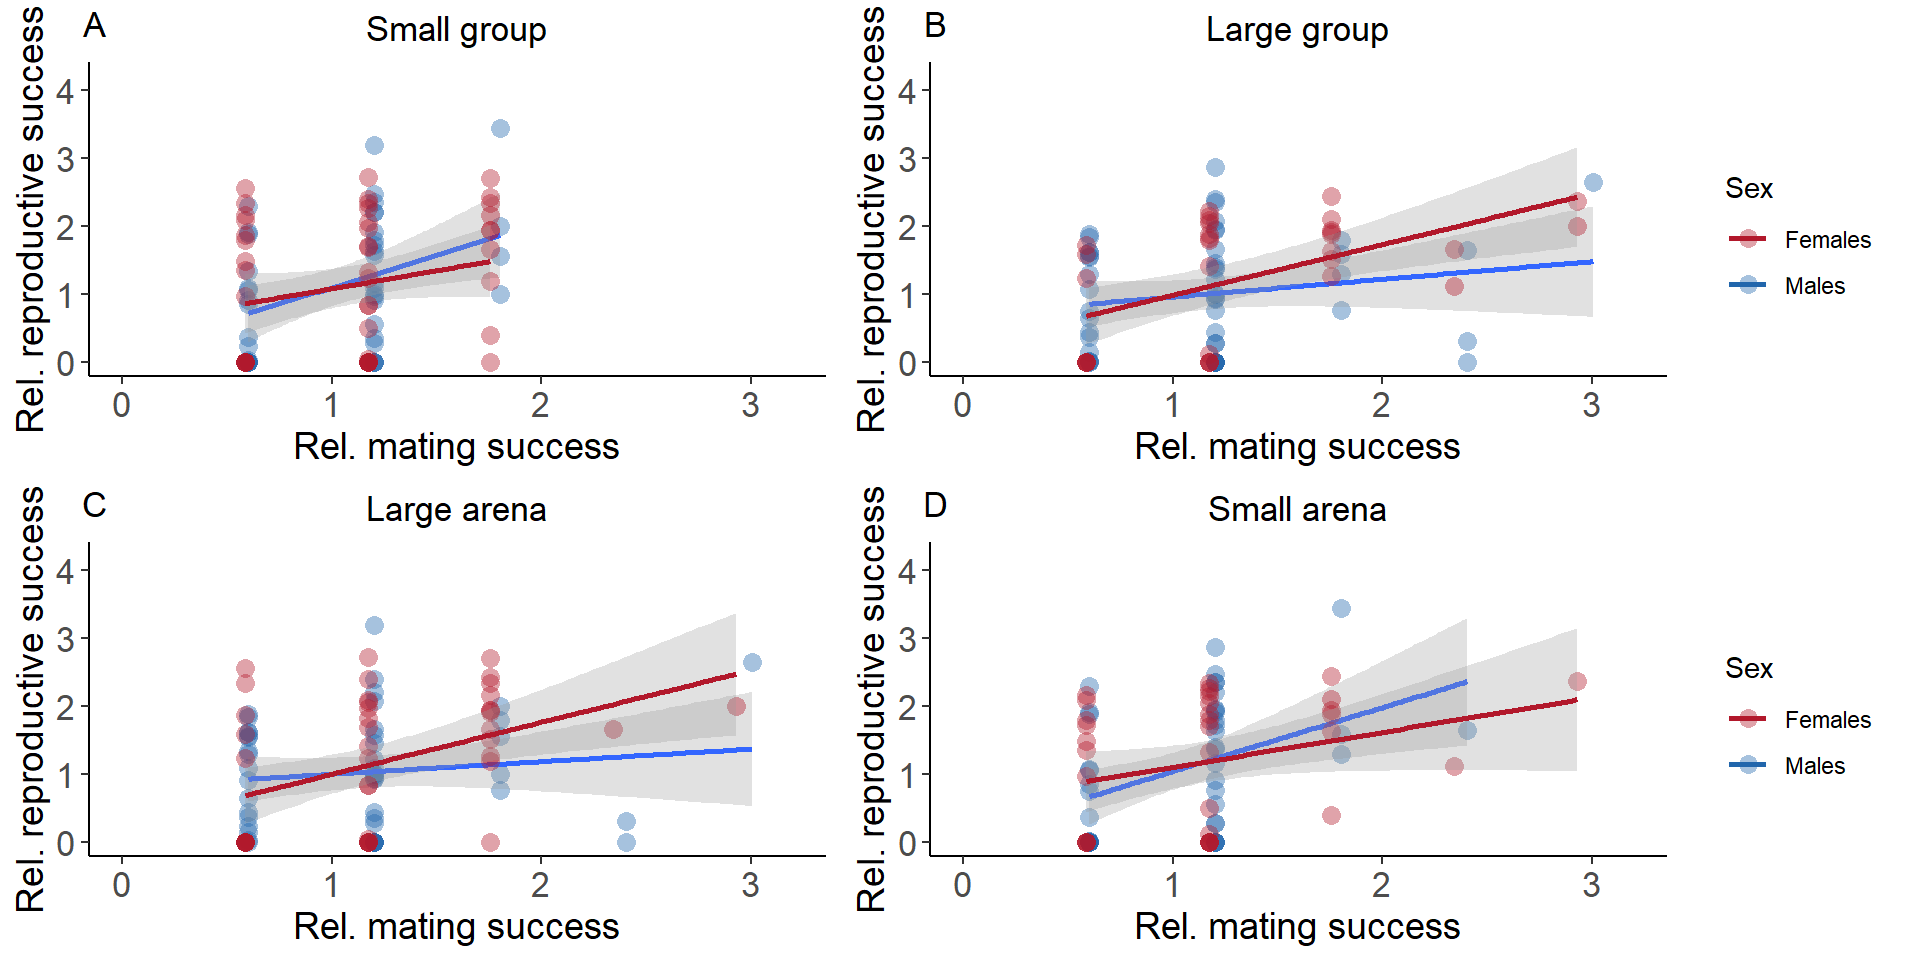 A
Small group
Rel. reproductive success
4
3
2
1
0
0 1 2 3
Rel. mating success
B
Large group
Rel. reproductive success
4
3
2
1
0
0 1 2 3
Rel. mating success
Sex
Females
Males
C
Large arena
Rel. reproductive success
4
3
2
1
0
0 1 2 3
Rel. mating success
D
Small arena
Rel. reproductive success
4
3
2
1
0
0 1 2 3
Rel. mating success
Sex
Females
Males